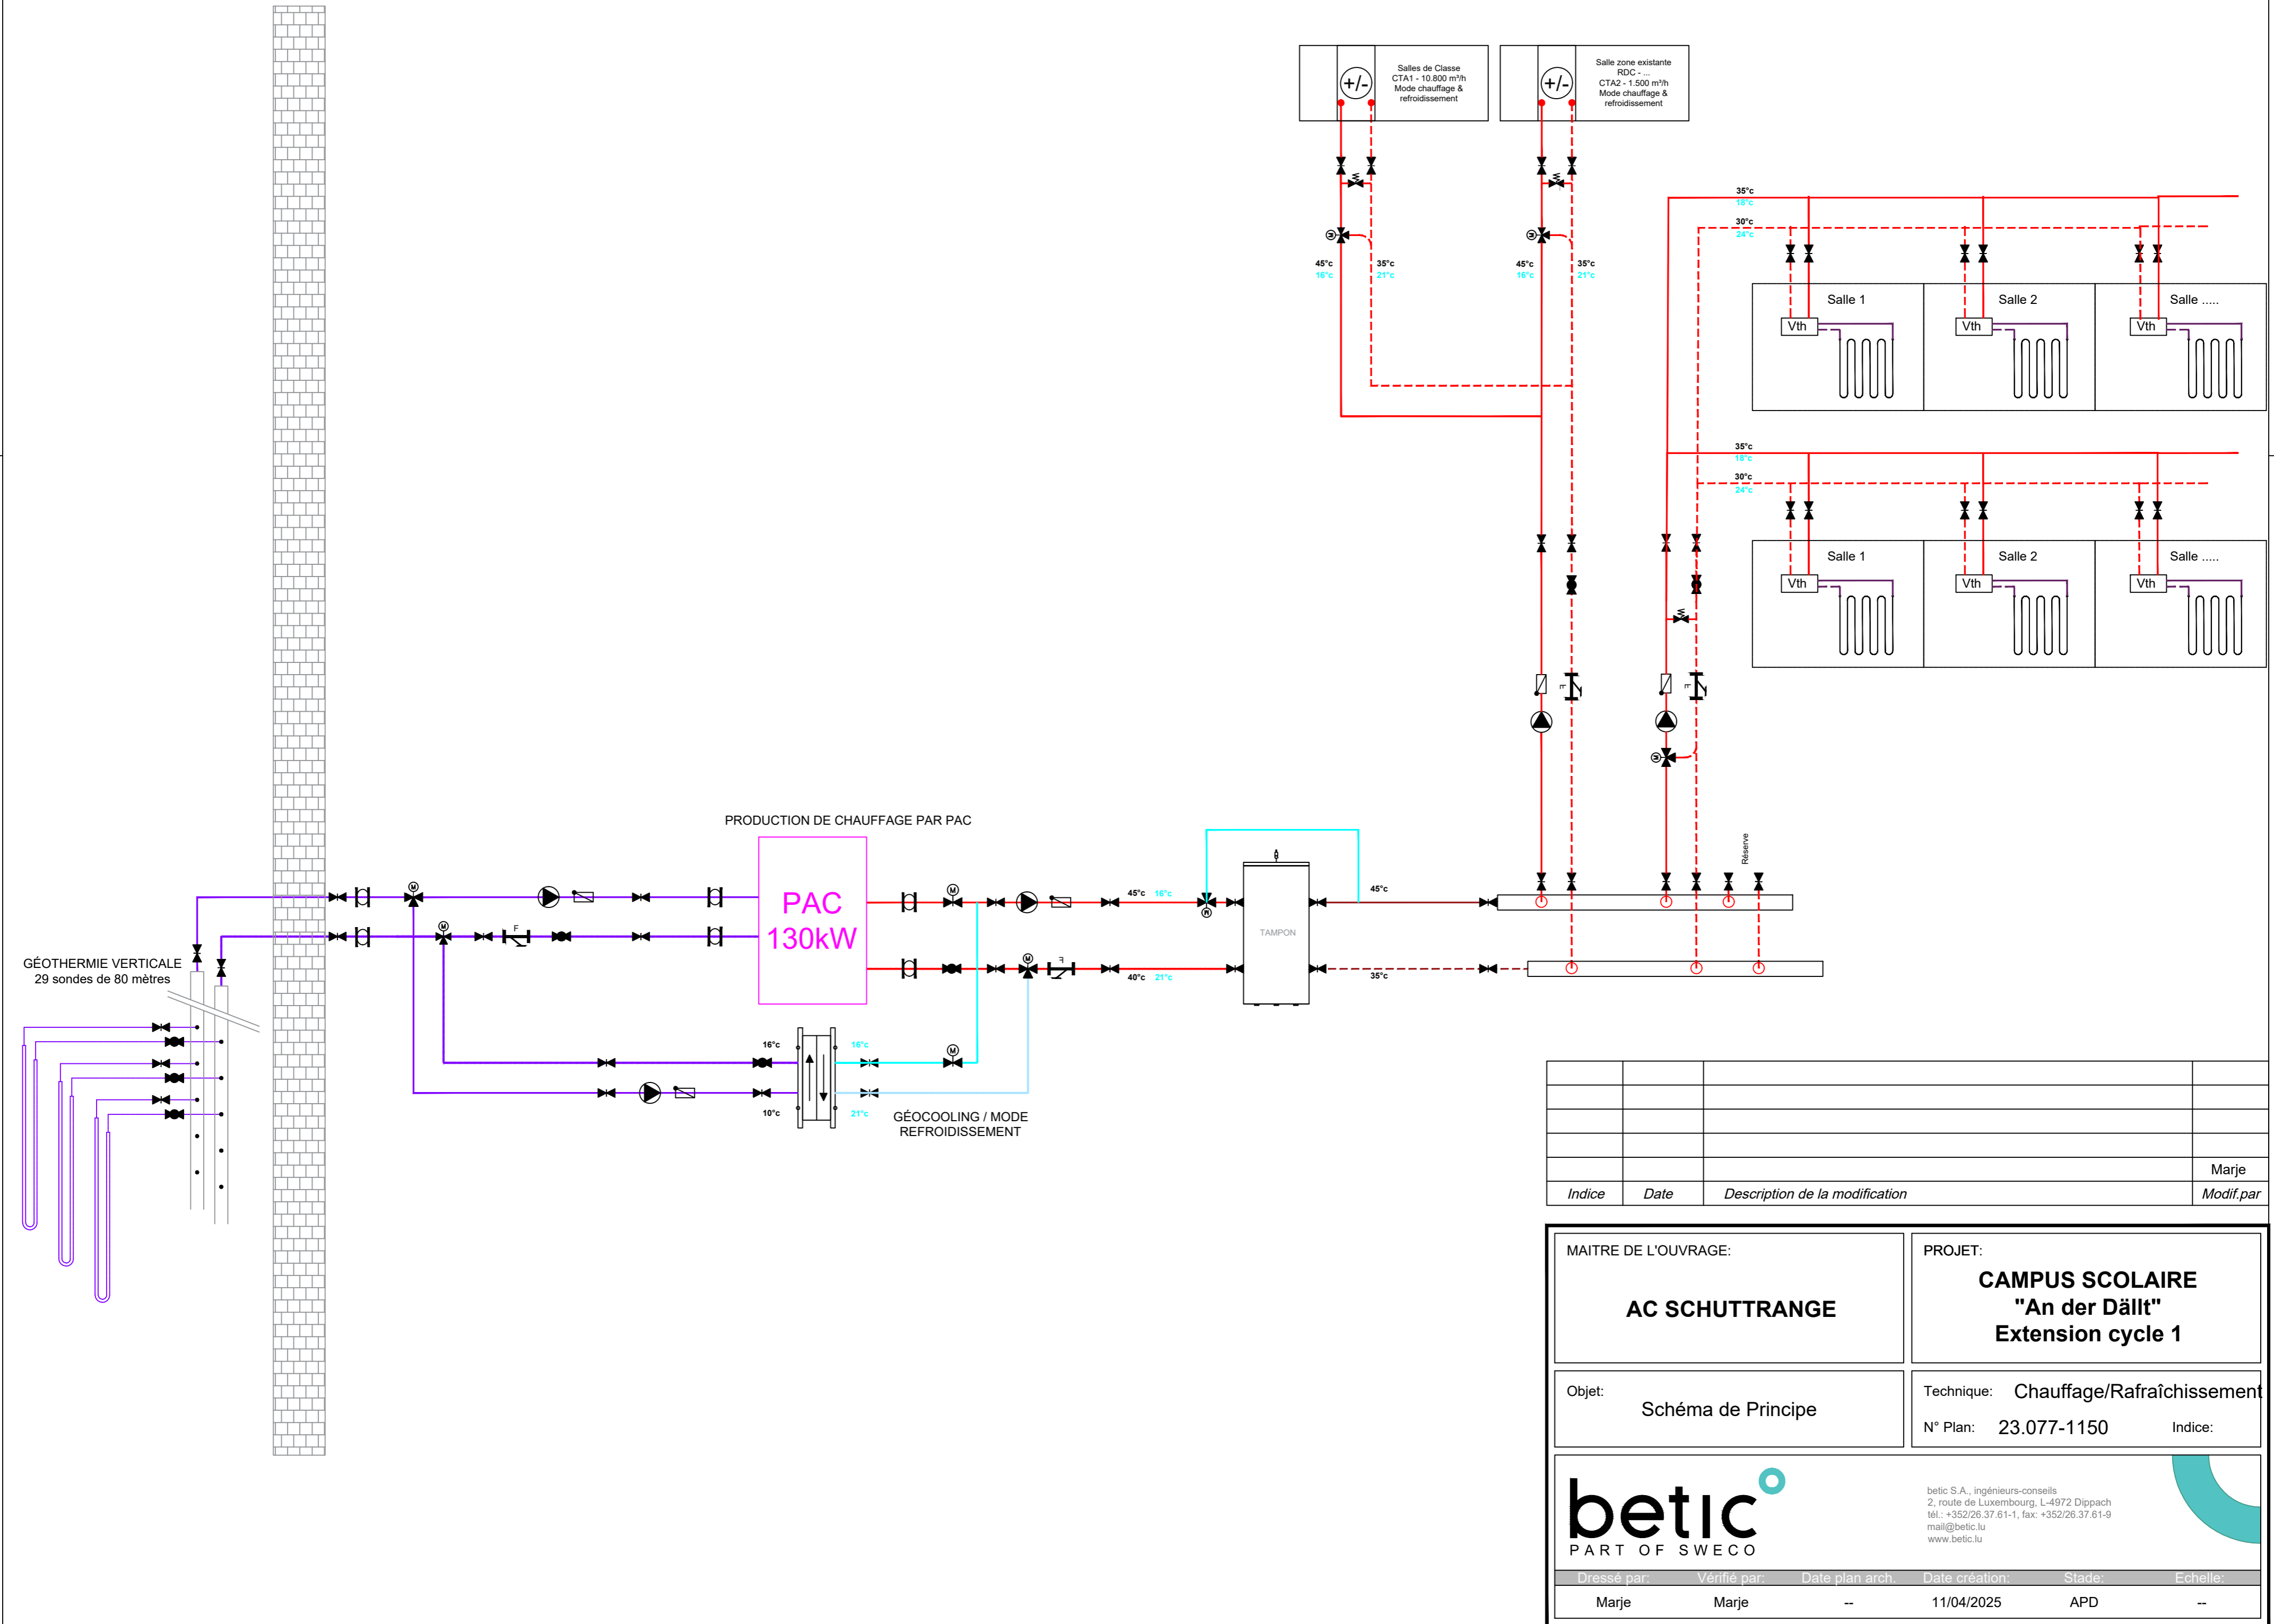 Salles de Classe
CTA1 - 10.800 m³/h
Mode chauffage &
refroidissement
Salle zone existante
RDC - ...
CTA2 - 1.500 m³/h
Mode chauffage &
refroidissement
+/-
+/-
M
M
45°c
16°c
35°c
21°c
45°c
16°c
35°c
21°c
35°c
18°c
30°c
24°c
Salle 1
Salle 2
Salle .....
Vth
Vth
Vth
35°c
18°c
30°c
24°c
Salle 1
Salle 2
Salle .....
Vth
Vth
Vth
F
F
M
Réserve
PRODUCTION DE CHAUFFAGE PAR PAC
PAC
130kW
M
M
F
M
M
F
45°c
16°c
40°c
21°c
M
TAMPON
45°c
35°c
GÉOTHERMIE VERTICALE
29 sondes de 80 mètres
16°c
16°c
M
10°c
21°c
GÉOCOOLING / MODE
REFROIDISSEMENT
Marje
Indice
Date
Description de la modification
Modif.par
MAITRE DE L'OUVRAGE:
AC SCHUTTRANGE
PROJET:
CAMPUS SCOLAIRE
"An der Dällt"
Extension cycle 1
Objet:
Schéma de Principe
Technique: Chauffage/Rafraîchissement
N° Plan: 23.077-1150 Indice:
betic
PART OF SWECO
betic S.A., ingénieurs-conseils
2, route de Luxembourg, L-4972 Dippach
tél.: +352/26.37.61-1, fax: +352/26.37.61-9
mail@betic.lu
www.betic.lu
Dressé par: Vérifié par: Date plan arch. Date création: Stade: Echelle:
Marje Marje -- 11/04/2025 APD --